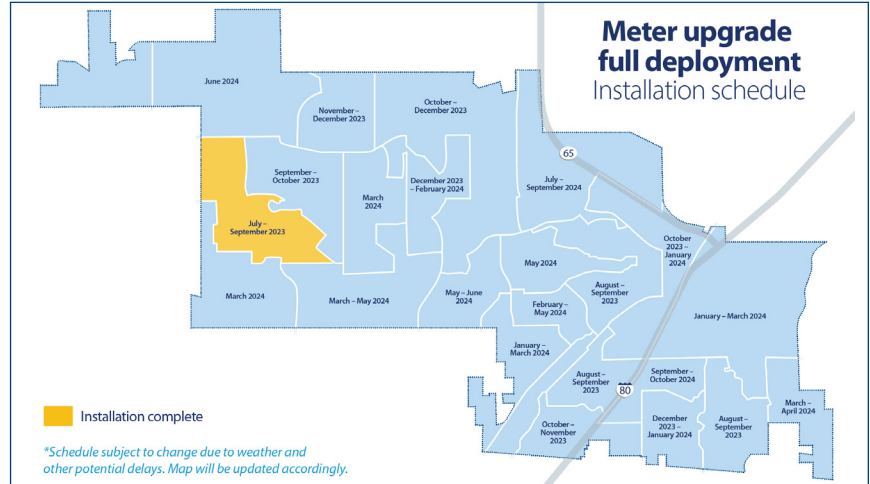 Meter upgrade
full deployment
Installation schedule
June 2024
November –
December 2023
October –
December 2023
65
September –
October 2023
December 2023
– February 2024
March
2024
July –
September 2024
July –
September 2023
October
2023 –
January
2024
May 2024
March 2024
March – May 2024
May – June
2024
August –
September
2023
February –
May 2024
January – March 2024
January –
March 2024
August –
September
2023
September –
October 2024
80
March –
April 2024
October –
November
2023
December
2023 –
January 2024
August –
September
2023
Installation complete
*Schedule subject to change due to weather and
other potential delays. Map will be updated accordingly.